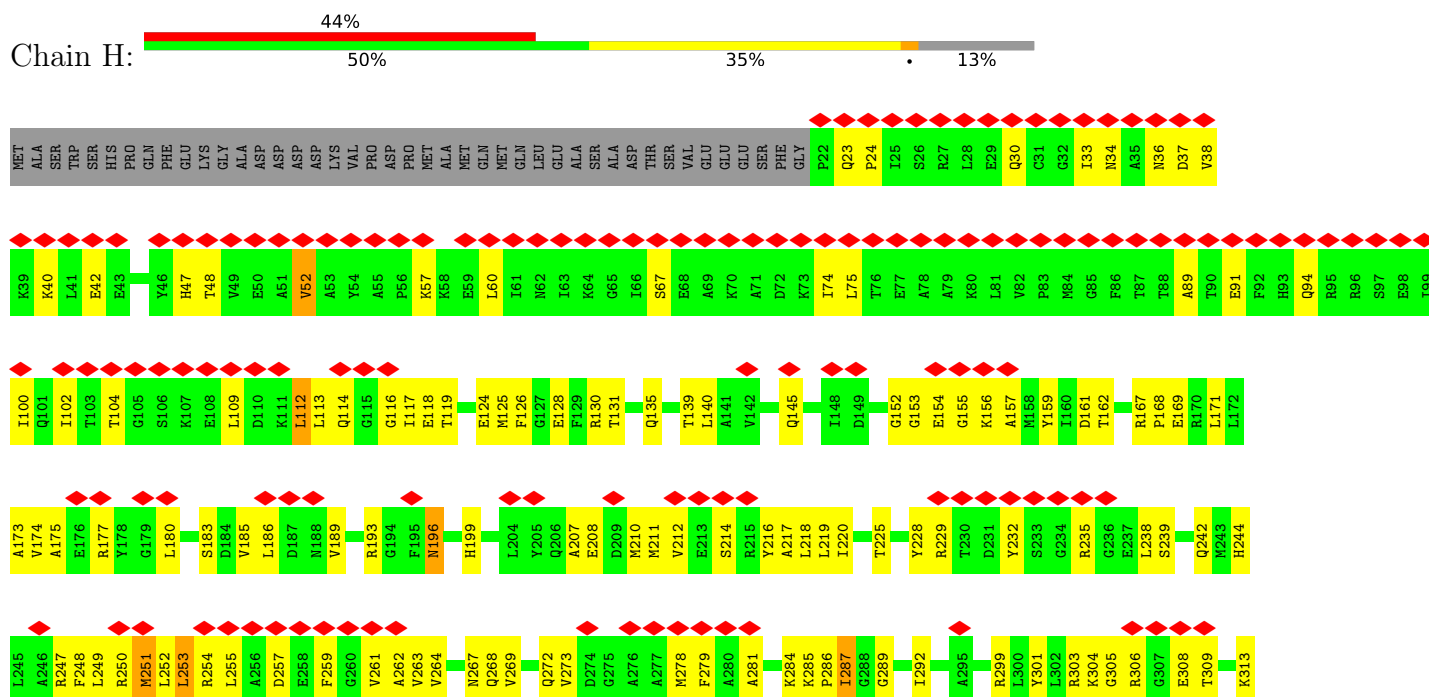 44%
Chain H:
50% 35% • 13%
MET ALA SER TRP SER HIS PRO GLN PHE GLU LYS GLY ALA ASP ASP ASP ASP LYS VAL PRO ASP PRO MET ALA MET GLN MET GLN LEU GLU ALA SER ALA ASP THR SER VAL GLU GLU GLU SER PHE GLY P22 Q23 P24 I25 S26 R27 L28 E29 Q30 C31 G32 I33 N34 A35 N36 D37 V38
K39 K40 L41 E42 E43 Y46 H47 T48 V49 E50 A51 V52 A53 Y54 A55 P56 K57 K58 E59 L60 I61 N62 I63 K64 G65 I66 S67 E68 A69 K70 A71 D72 K73 I74 L75 T76 E77 A78 A79 K80 L81 V82 P83 M84 G85 F86 T87 T88 A89 T90 E91 F92 H93 Q94 R95 R96 S97 E98 I99
I100 Q101 I102 T103 T104 G105 S106 K107 E108 L109 D110 K111 L112 L113 Q114 G115 G116 I117 E118 T119 E124 M125 F126 G127 E128 F129 R130 T131 Q135 T139 L140 A141 V142 Q145 I148 D149 G152 G153 E154 G155 K156 A157 M158 Y159 I160 D161 T162 R167 P168 E169 R170 L171 L172
A173 V174 A175 E176 R177 Y178 G179 L180 S183 D184 V185 L186 D187 N188 V189 R193 G194 F195 N196 H199 L204 Y205 Q206 A207 E208 D209 M210 M211 V212 E213 S214 R215 Y216 A217 L218 L219 I220 T225 Y228 R229 T230 D231 Y232 S233 G234 R235 G236 E237 L238 S239 Q242 M243 H244
L245 A246 R247 F248 L249 R250 M251 L252 L253 R254 L255 A256 D257 E258 F259 G260 V261 A262 V263 V264 N267 Q268 V269 Q272 V273 D274 G275 A276 A277 M278 F279 A280 A281 K284 K285 P286 I287 G288 G289 I292 A295 R299 L300 Y301 L302 R303 K304 G305 R306 G307 E308 T309 K313